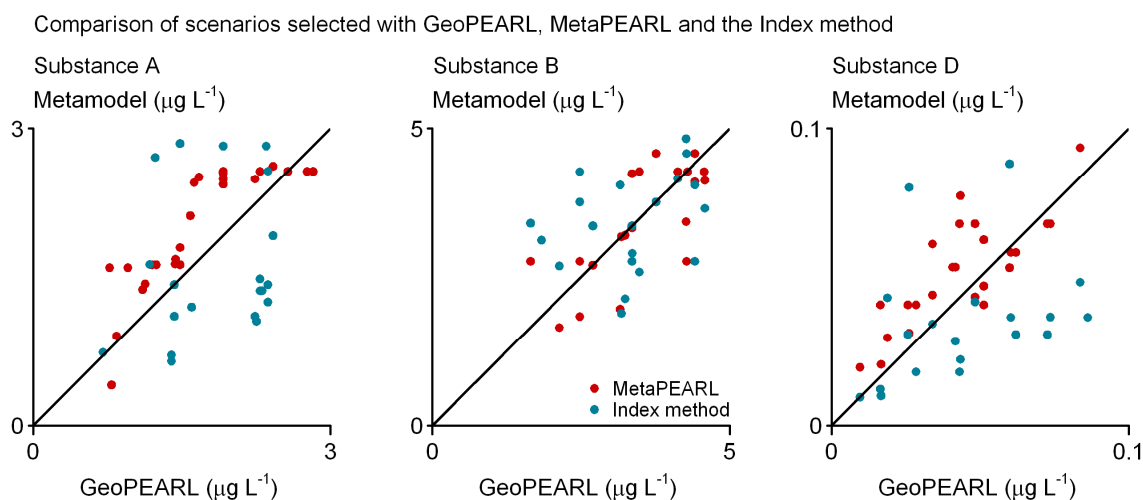 Comparison of scenarios selected with GeoPEARL, MetaPEARL and the Index method
Substance A
Metamodel (μg L⁻¹)
3
0
0
3
GeoPEARL (μg L⁻¹)
Substance B
Metamodel (μg L⁻¹)
5
MetaPEARL
Index method
0
0
5
GeoPEARL (μg L⁻¹)
Substance D
Metamodel (μg L⁻¹)
0.1
0
0
0.1
GeoPEARL (μg L⁻¹)